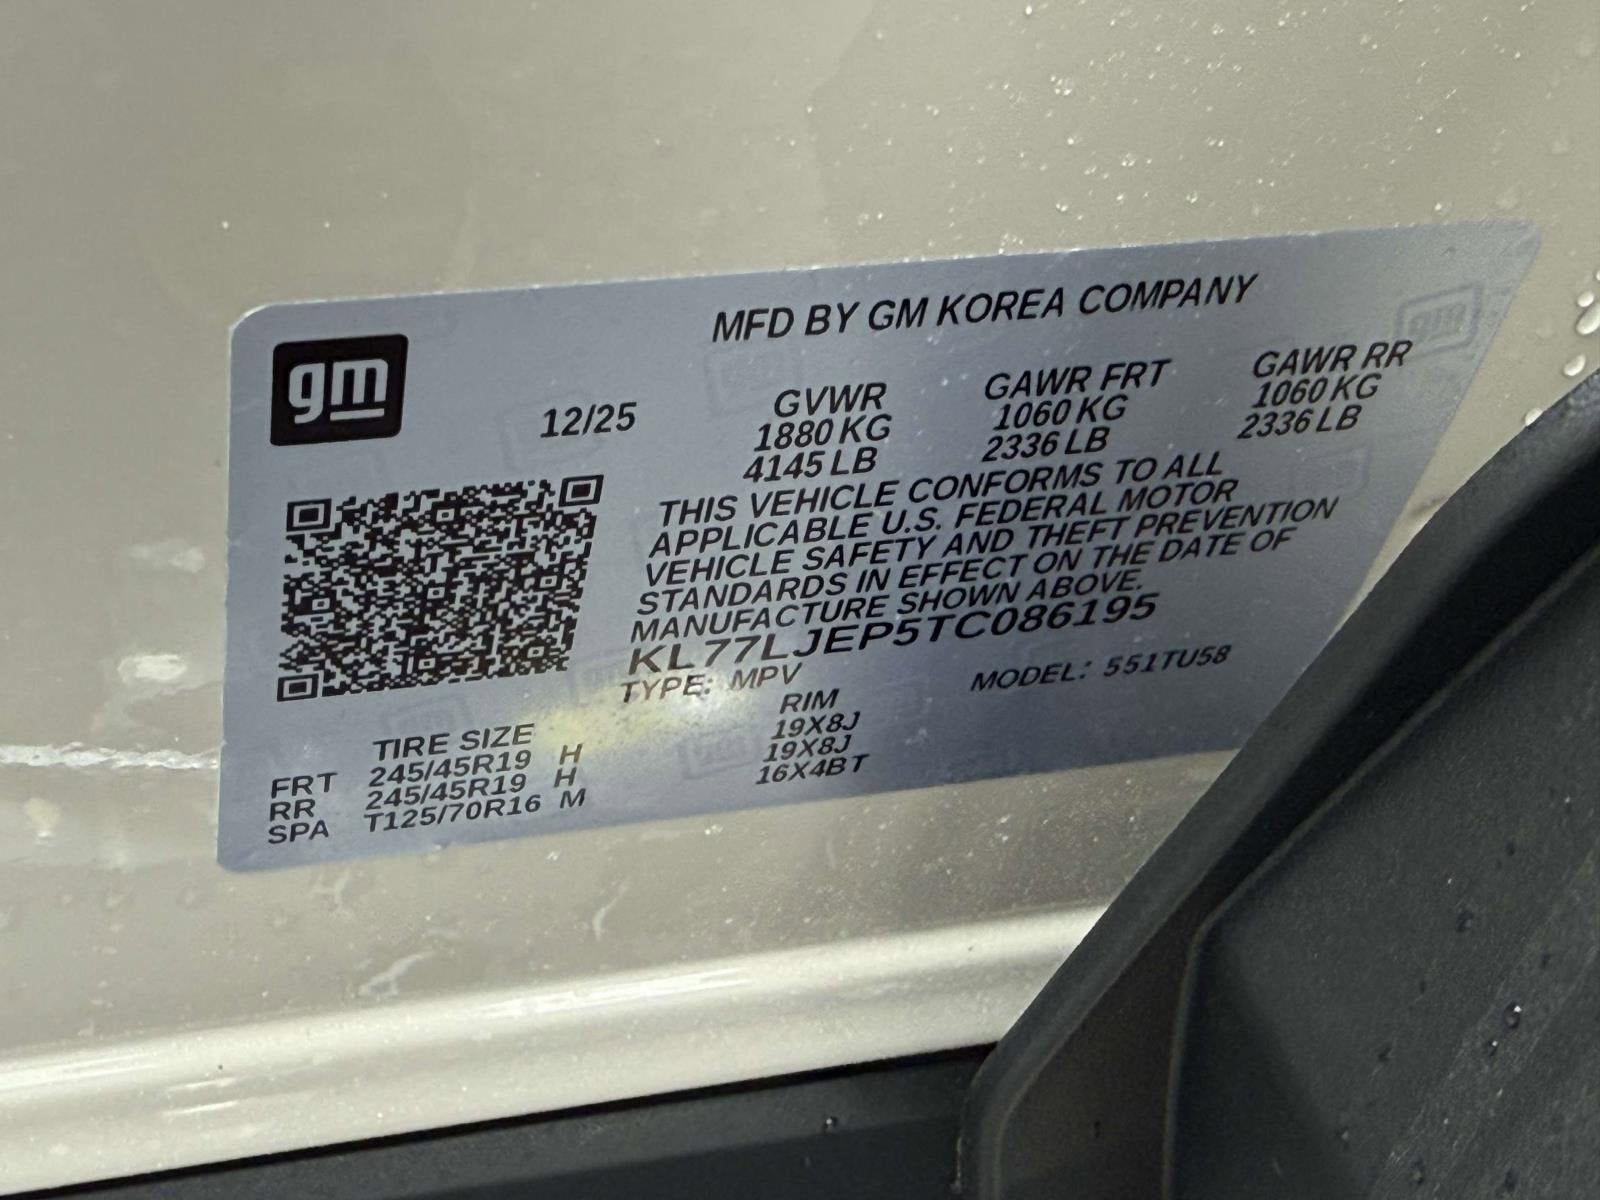 gm
MFD BY GM KOREA COMPANY
12/25
GVWR GAWR FRT GAWR RR
1880 KG 1060 KG 1060 KG
4145 LB 2336 LB 2336 LB
THIS VEHICLE CONFORMS TO ALL
APPLICABLE U.S. FEDERAL MOTOR
VEHICLE SAFETY AND THEFT PREVENTION
STANDARDS IN EFFECT ON THE DATE OF
MANUFACTURE SHOWN ABOVE.
KL77LJEP5TC086195
TYPE: MPV MODEL: 551TU58
TIRE SIZE RIM
FRT 245/45R19 H 19X8J
RR 245/45R19 H 19X8J
SPA T125/70R16 M 16X4BT